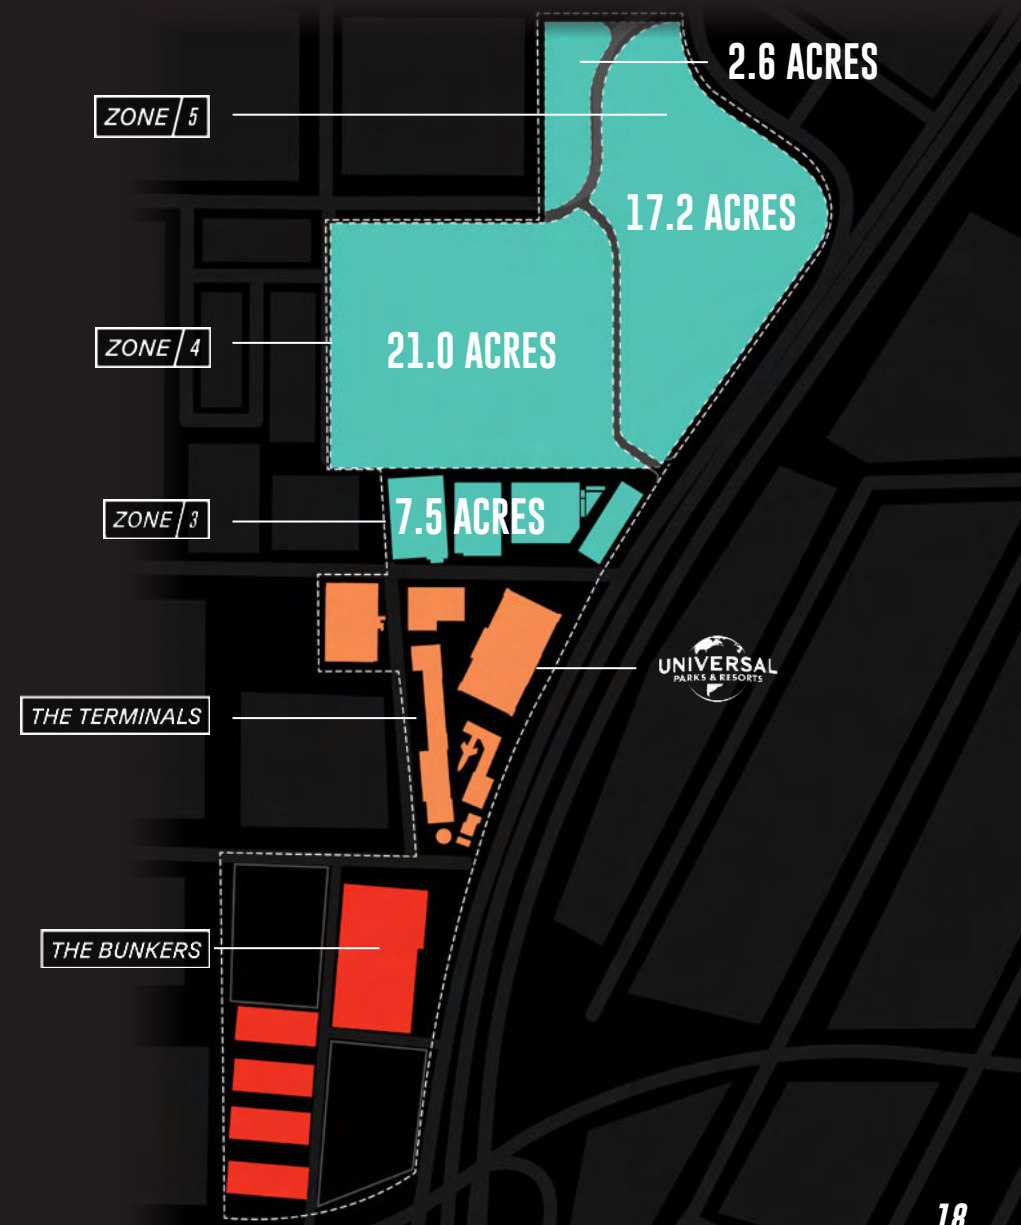 2.6 ACRES
ZONE/5
17.2 ACRES
ZONE/4
21.0 ACRES
ZONE/3
7.5 ACRES
UNIVERSAL
PARKS & RESORTS
THE TERMINALS
THE BUNKERS
18